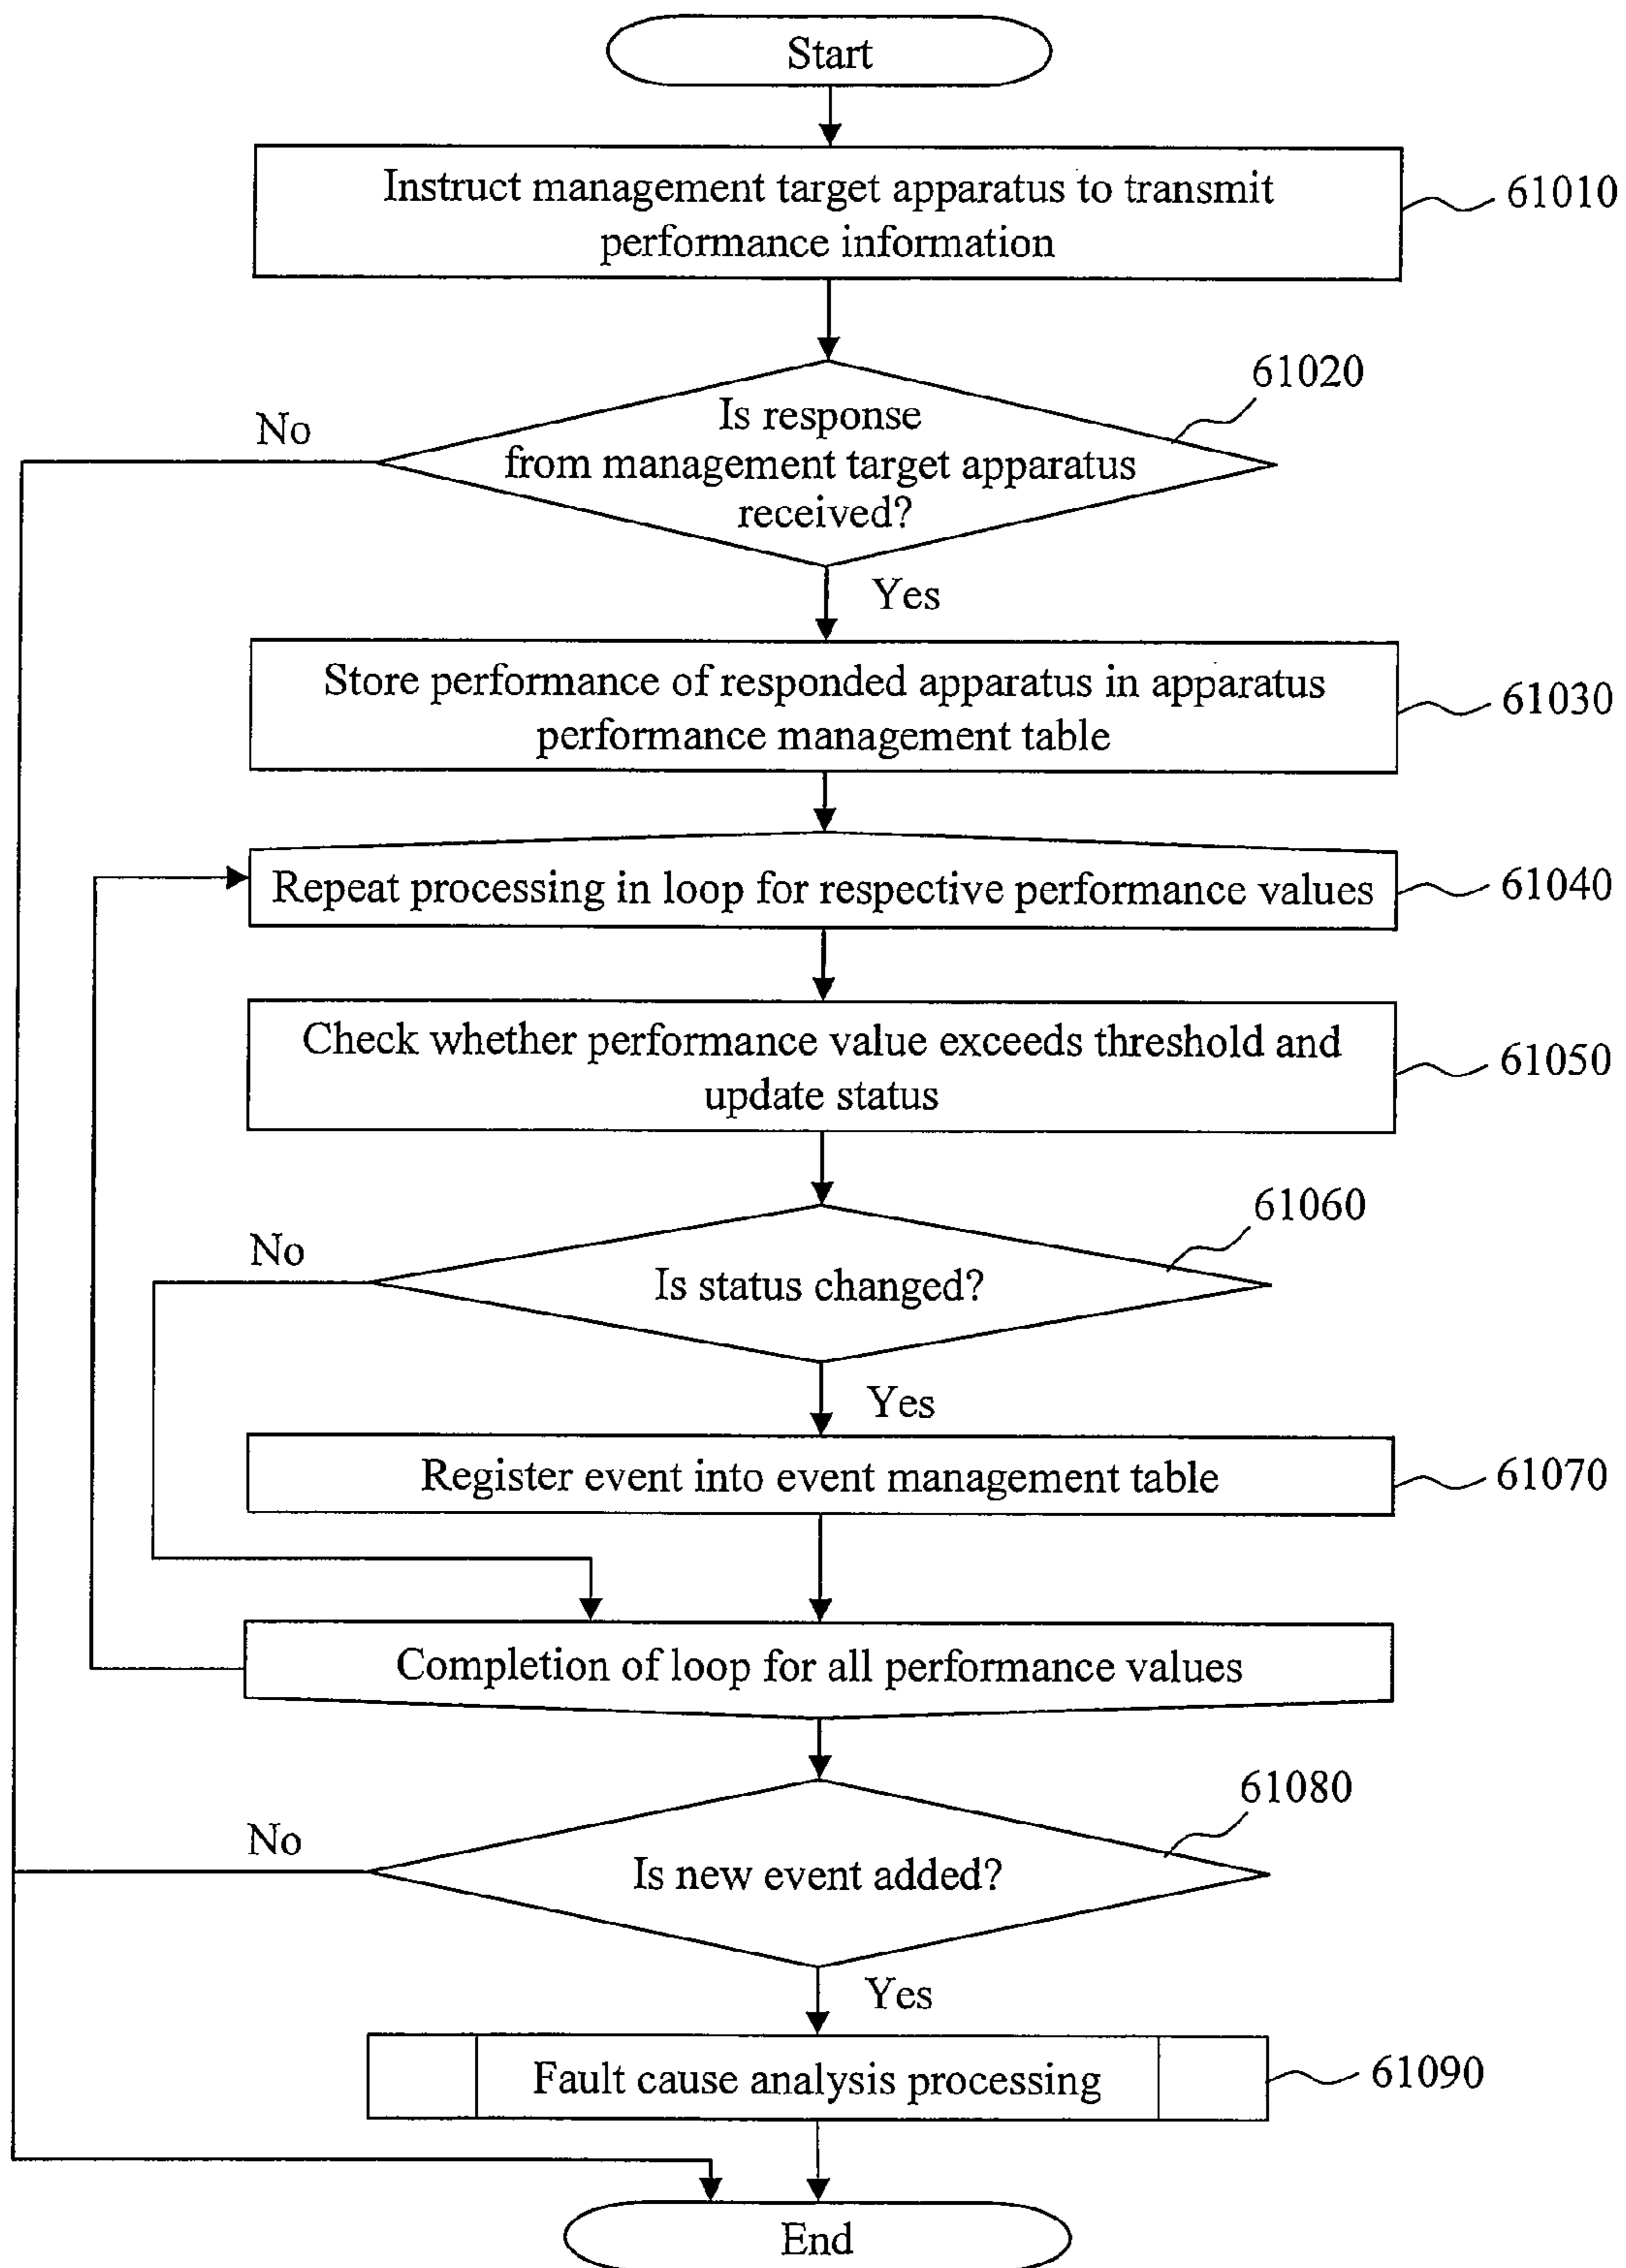 Start
Instruct management target apparatus to transmit
performance information
61010
61020
No
Is response
from management target apparatus
received?
Yes
Store performance of responded apparatus in apparatus
performance management table
61030
Repeat processing in loop for respective performance values
61040
Check whether performance value exceeds threshold and
update status
61050
61060
No
Is status changed?
Yes
Register event into event management table
61070
Completion of loop for all performance values
61080
No
Is new event added?
Yes
Fault cause analysis processing
61090
End